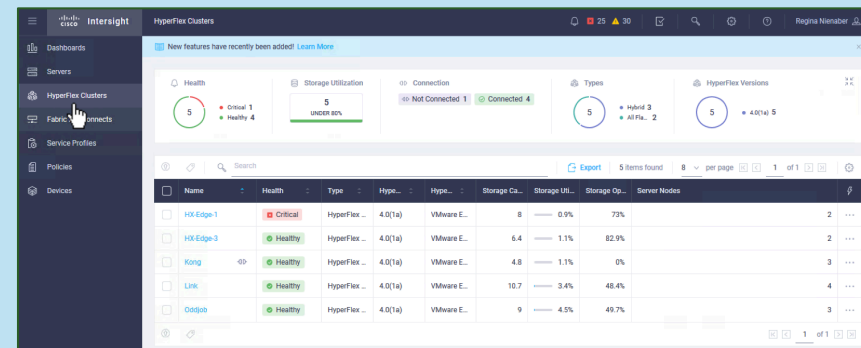 cisco Intersight
HyperFlex Clusters
25 30
Regina Nienaber
New features have recently been added! Learn More
Dashboards
Servers
HyperFlex Clusters
Fabric
Service Profiles
Policies
Devices
Health
5
Critical 1
Healthy 4
Storage Utilization
5
UNDER 80%
Connection
Not Connected 1 Connected 4
Types
5
Hybrid 3
All Fla... 2
HyperFlex Versions
5
4.0(1a) 5
Search
Export 5 items found 8 per page 1 of 1
Name Health Type Hype... Hype... Storage Ca... Storage Uti... Storage Op... Server Nodes
HX-Edge-1 Critical HyperFlex ... 4.0(1a) VMware E... 8 0.9% 73% 2
HX-Edge-3 Healthy HyperFlex ... 4.0(1a) VMware E... 6.4 1.1% 82.9% 2
Kong Healthy HyperFlex ... 4.0(1a) VMware E... 4.8 1.1% 0% 3
Link Healthy HyperFlex ... 4.0(1a) VMware E... 10.7 3.4% 48.4% 4
Oddjob Healthy HyperFlex ... 4.0(1a) VMware E... 9 4.5% 49.7% 3
1 of 1